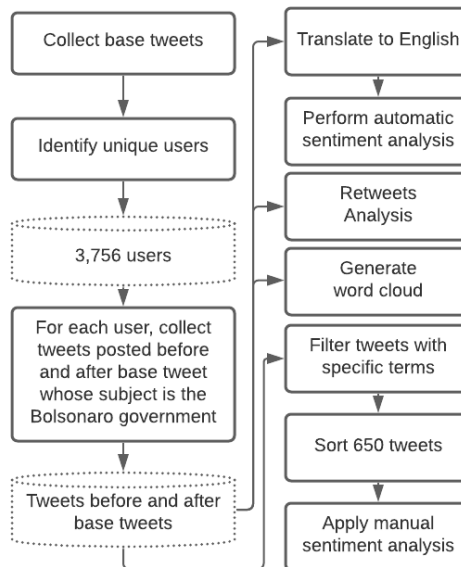 Collect base tweets
Identify unique users
3,756 users
For each user, collect
tweets posted before
and after base tweet
whose subject is the
Bolsonaro government
Tweets before and after
base tweets
Translate to English
Perform automatic
sentiment analysis
Retweets
Analysis
Generate
word cloud
Filter tweets with
specific terms
Sort 650 tweets
Apply manual
sentiment analysis